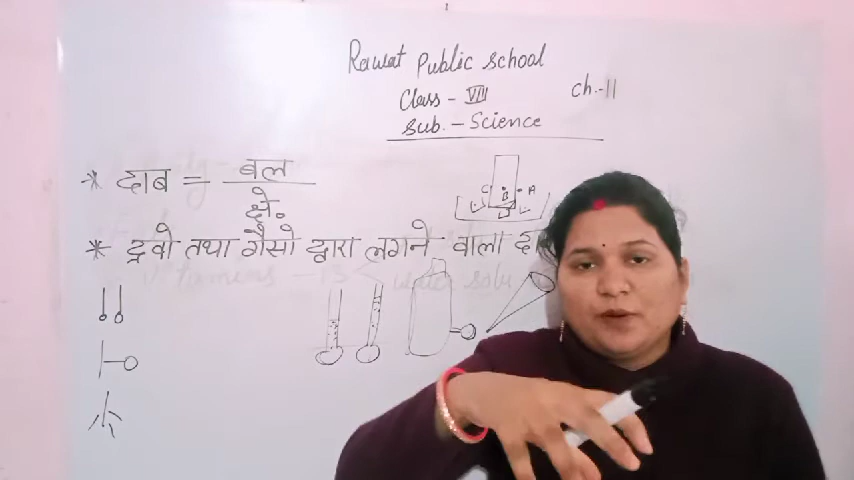 Rawat Public school
Class - VIII ch.-11
Sub. - Science
* दाब = बल
क्षे०
C B A
* द्रवो तथा गैसो द्वारा लगने वाला